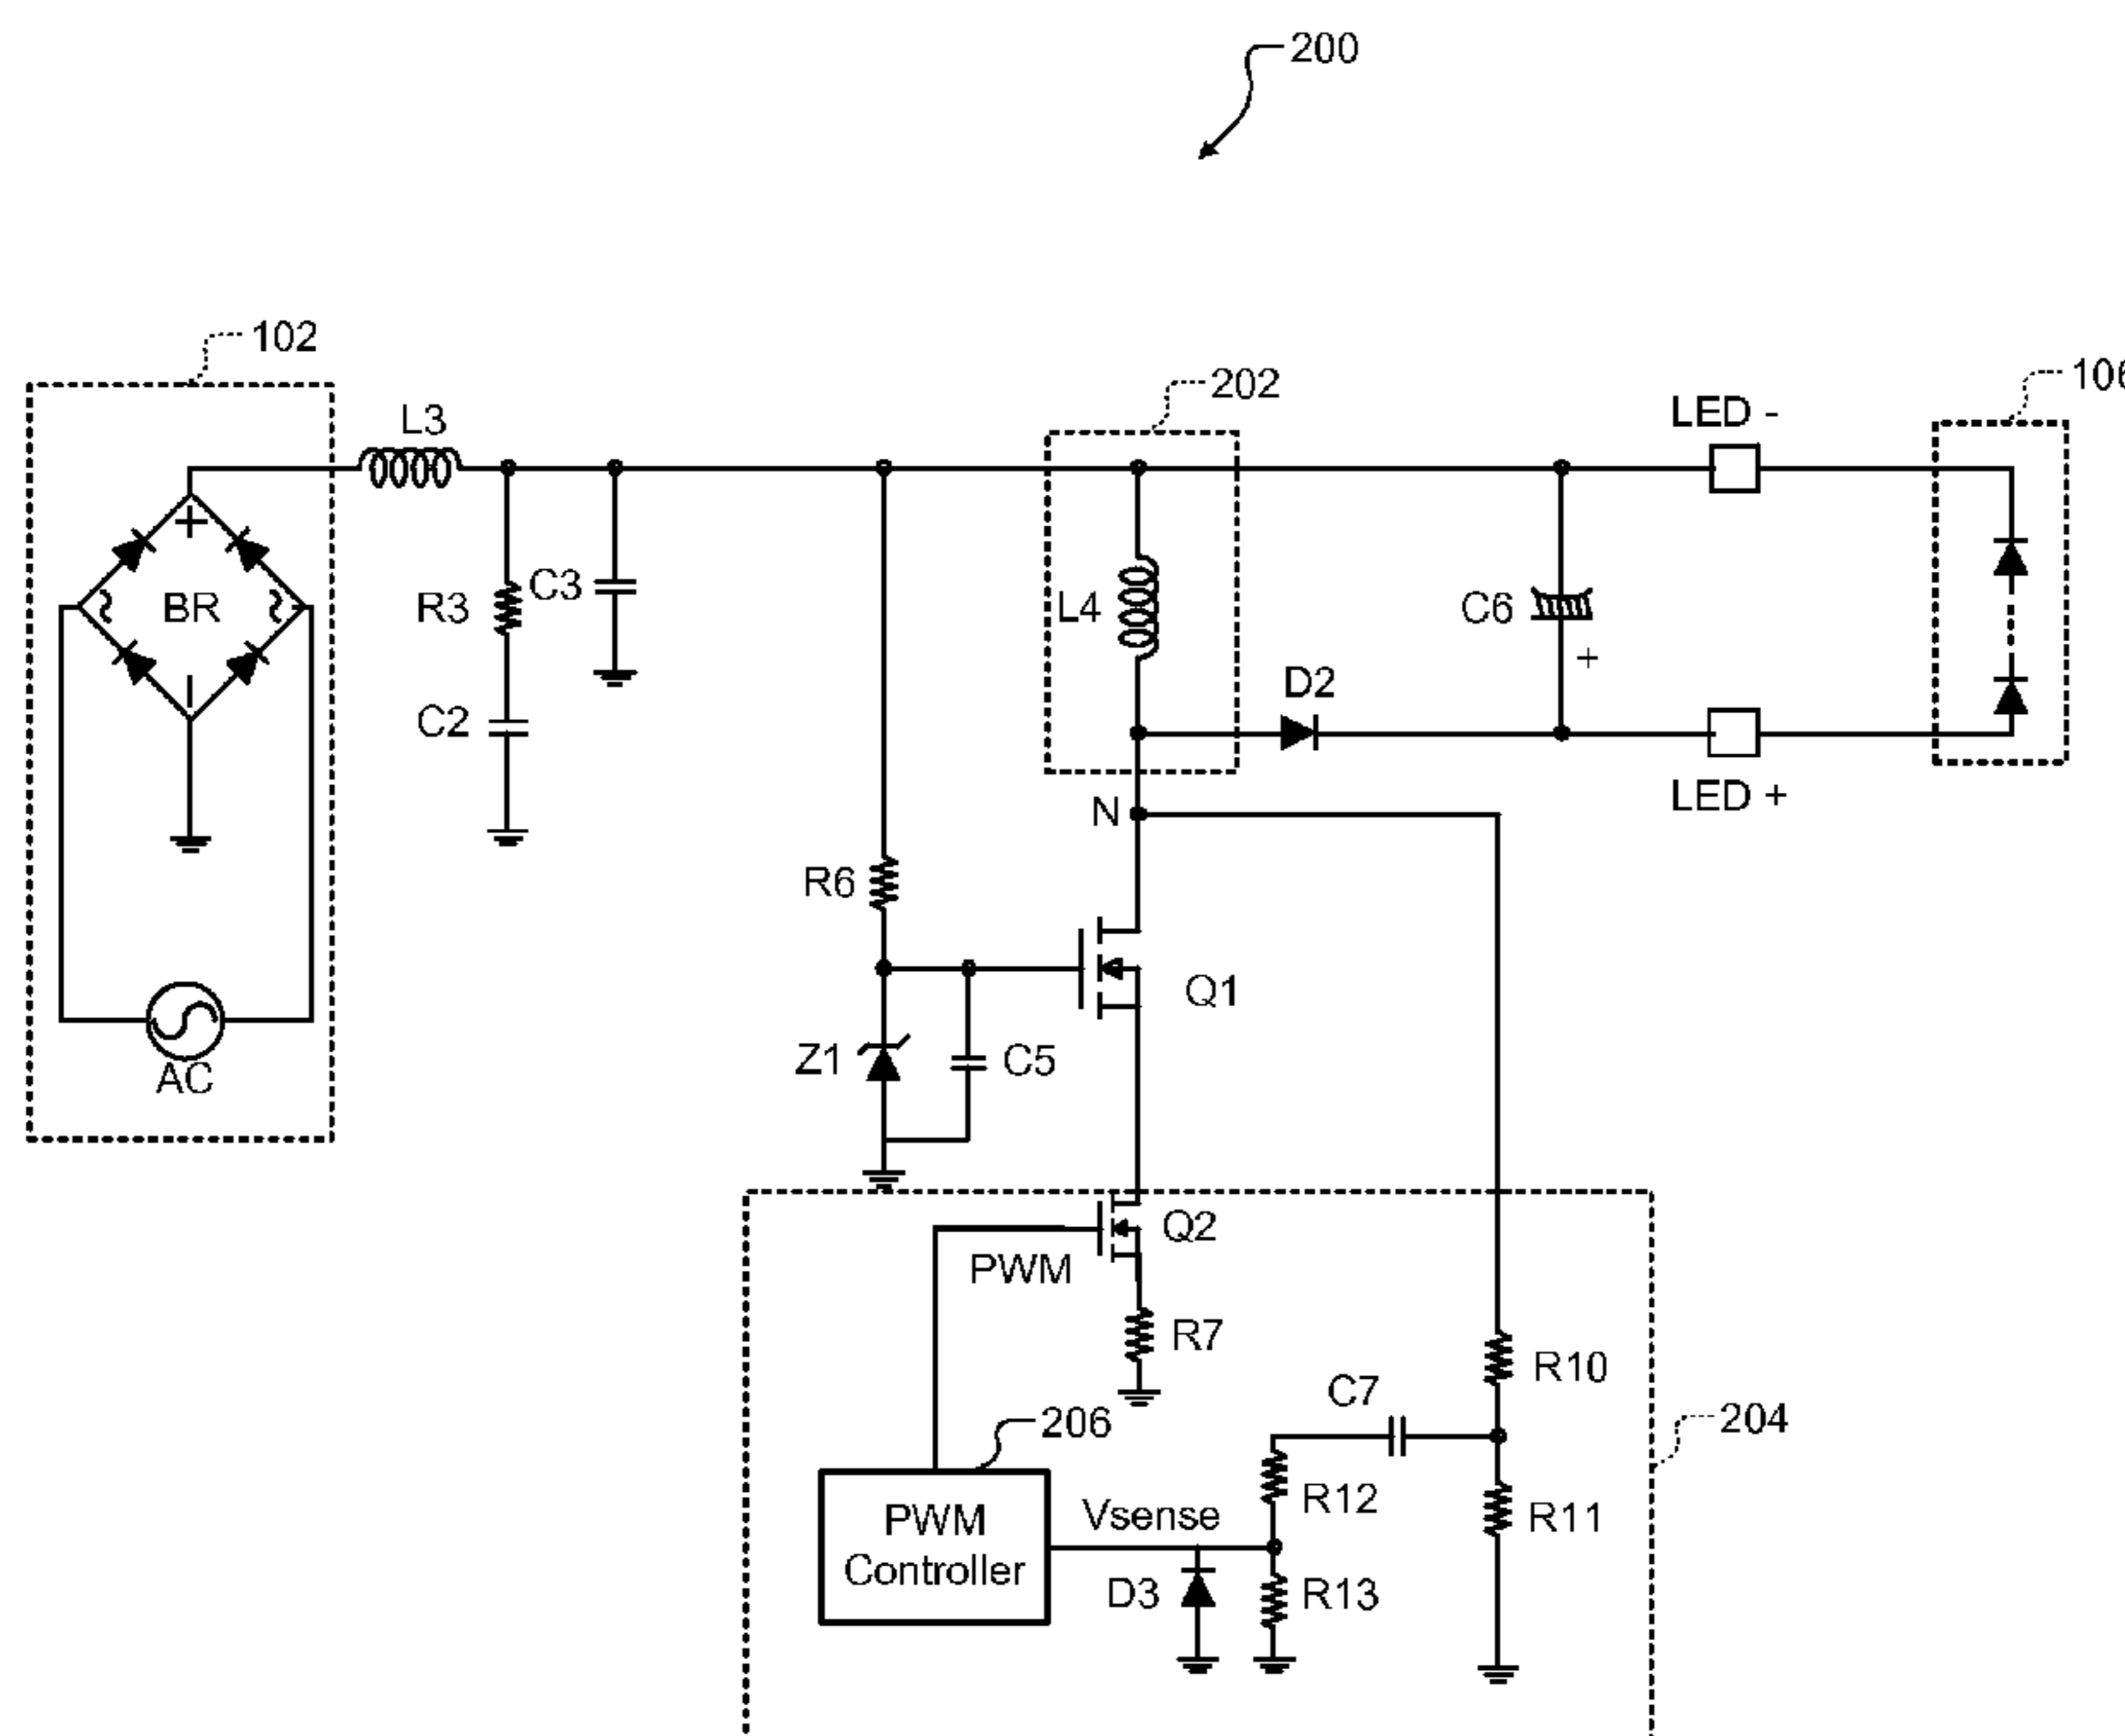 200
102
202
106
L3
LED -
+
BR
R3
C3
L4
C6
+
C2
D2
LED +
N
R6
Q1
Z1
C5
AC
Q2
PWM
R7
R10
C7
206
204
R12
R11
PWM
Controller
Vsense
D3
R13